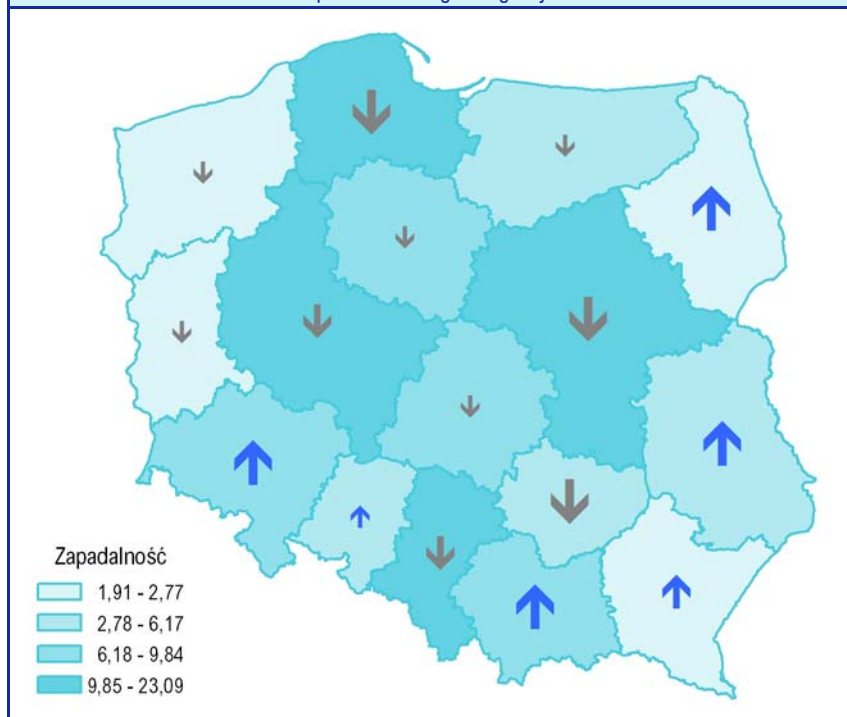 Zapadalność
1,91 - 2,77
2,78 - 6,17
6,18 - 9,84
9,85 - 23,09